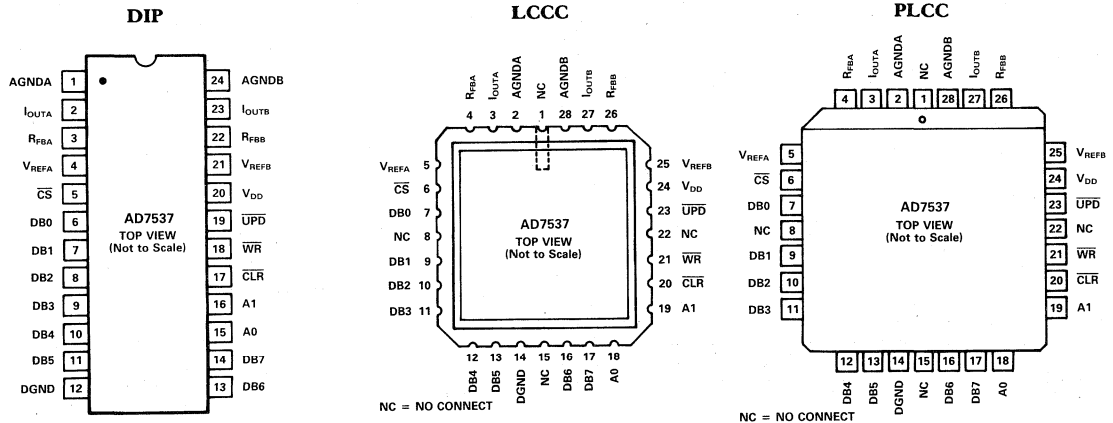 DIP
AGNDA 1
IOUTA 2
RFBA 3
VREFA 4
CS 5
DB0 6
DB1 7
DB2 8
DB3 9
DB4 10
DB5 11
DGND 12
24 AGNDB
23 IOUTB
22 RFBB
21 VREFB
20 VDD
19 UPD
18 WR
17 CLR
16 A1
15 A0
14 DB7
13 DB6
AD7537
TOP VIEW
(Not to Scale)
LCCC
RFBA IOUTA AGNDA NC AGNDB IOUTB RFBB
4 3 2 1 28 27 26
VREFA 5
CS 6
DB0 7
NC 8
DB1 9
DB2 10
DB3 11
25 VREFB
24 VDD
23 UPD
22 NC
21 WR
20 CLR
19 A1
AD7537
TOP VIEW
(Not to Scale)
12 13 14 15 16 17 18
DB4 DB5 DGND NC DB6 DB7 A0
NC = NO CONNECT
PLCC
RFBA IOUTA AGNDA NC AGNDB IOUTB RFBB
4 3 2 1 28 27 26
VREFA 5
CS 6
DB0 7
NC 8
DB1 9
DB2 10
DB3 11
25 VREFB
24 VDD
23 UPD
22 NC
21 WR
20 CLR
19 A1
AD7537
TOP VIEW
(Not to Scale)
12 13 14 15 16 17 18
DB4 DB5 DGND NC DB6 DB7 A0
NC = NO CONNECT